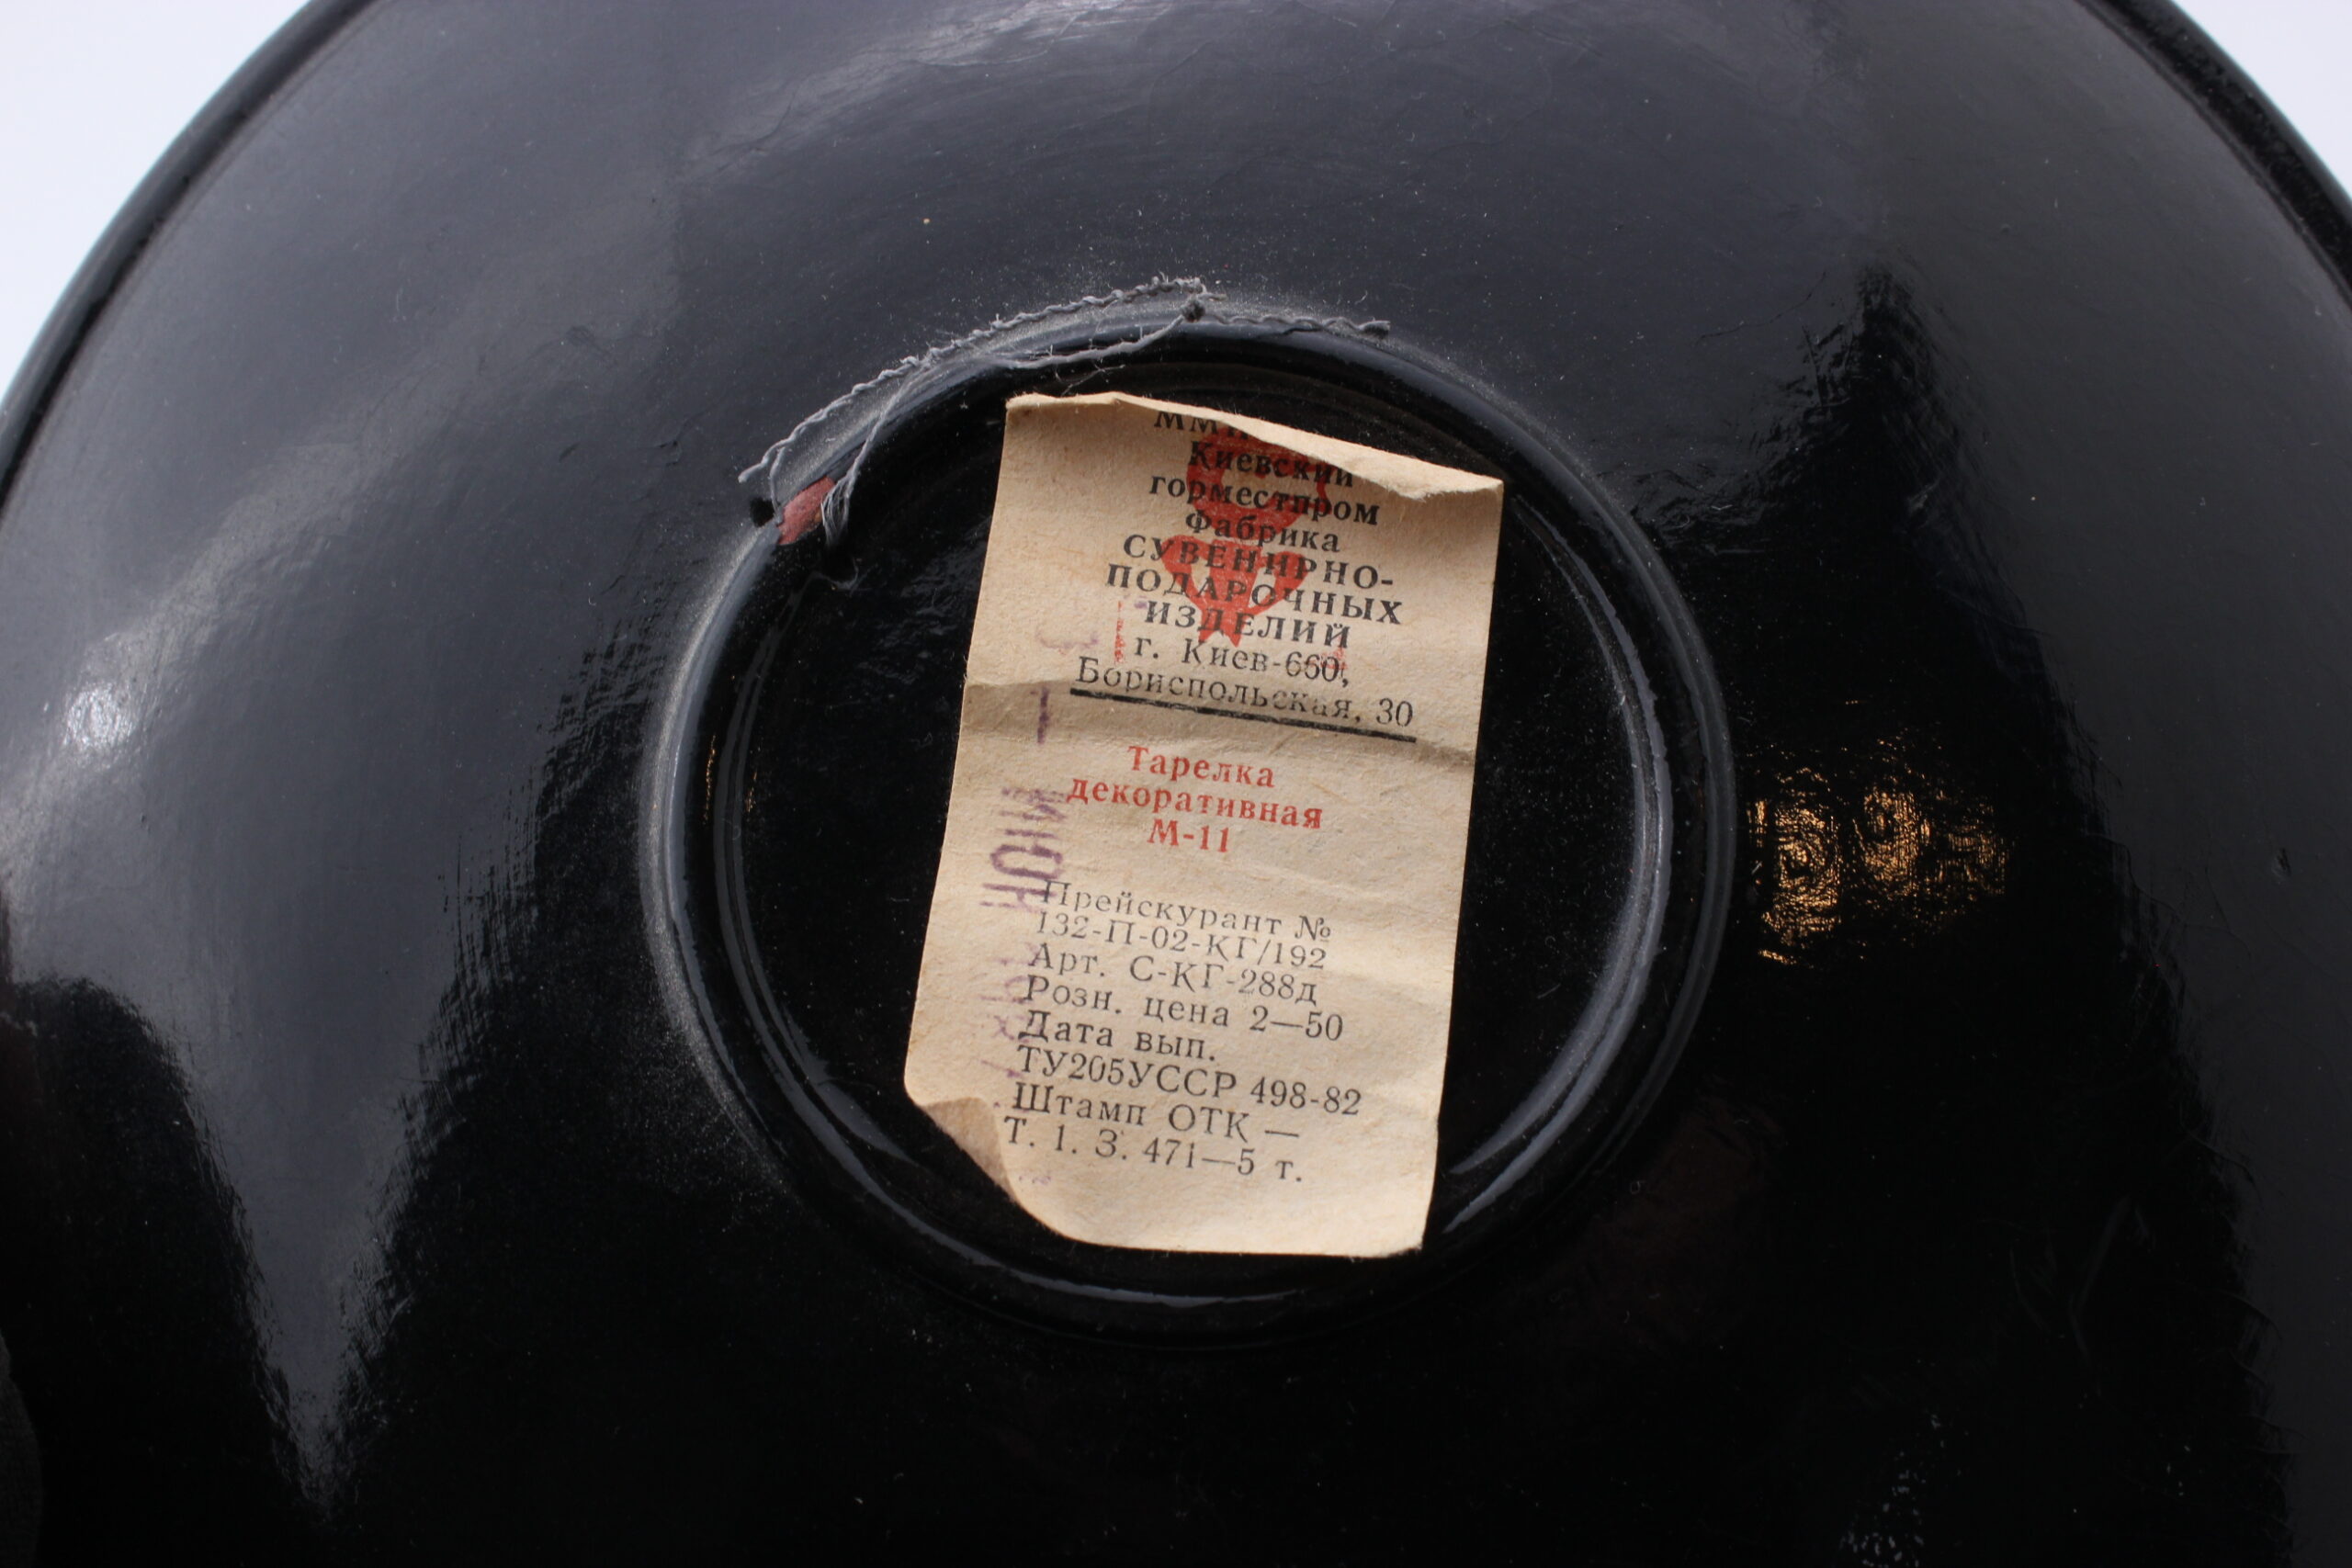 Киевский
горместпром
Фабрика
СУВЕНИРНО-
ПОДАРОЧНЫХ
ИЗДЕЛИЙ
г. Киев-660,
Бориспольская, 30
Тарелка
декоративная
М-11
Прейскурант №
132-П-02-КГ/192
Арт. С-КГ-288д
Розн. цена 2—50
Дата вып.
ТУ205УССР 498-82
Штамп ОТК —
Т. 1. З. 471—5 т.